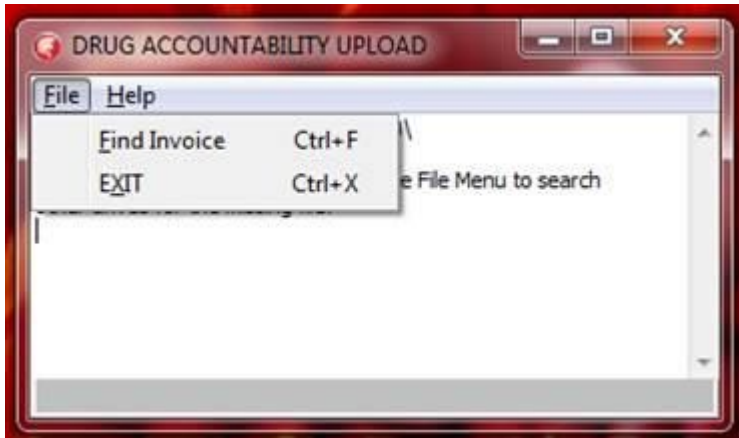 DRUG ACCOUNTABILITY UPLOAD
File Help
Find Invoice Ctrl+F
\
EXIT Ctrl+X
e File Menu to search